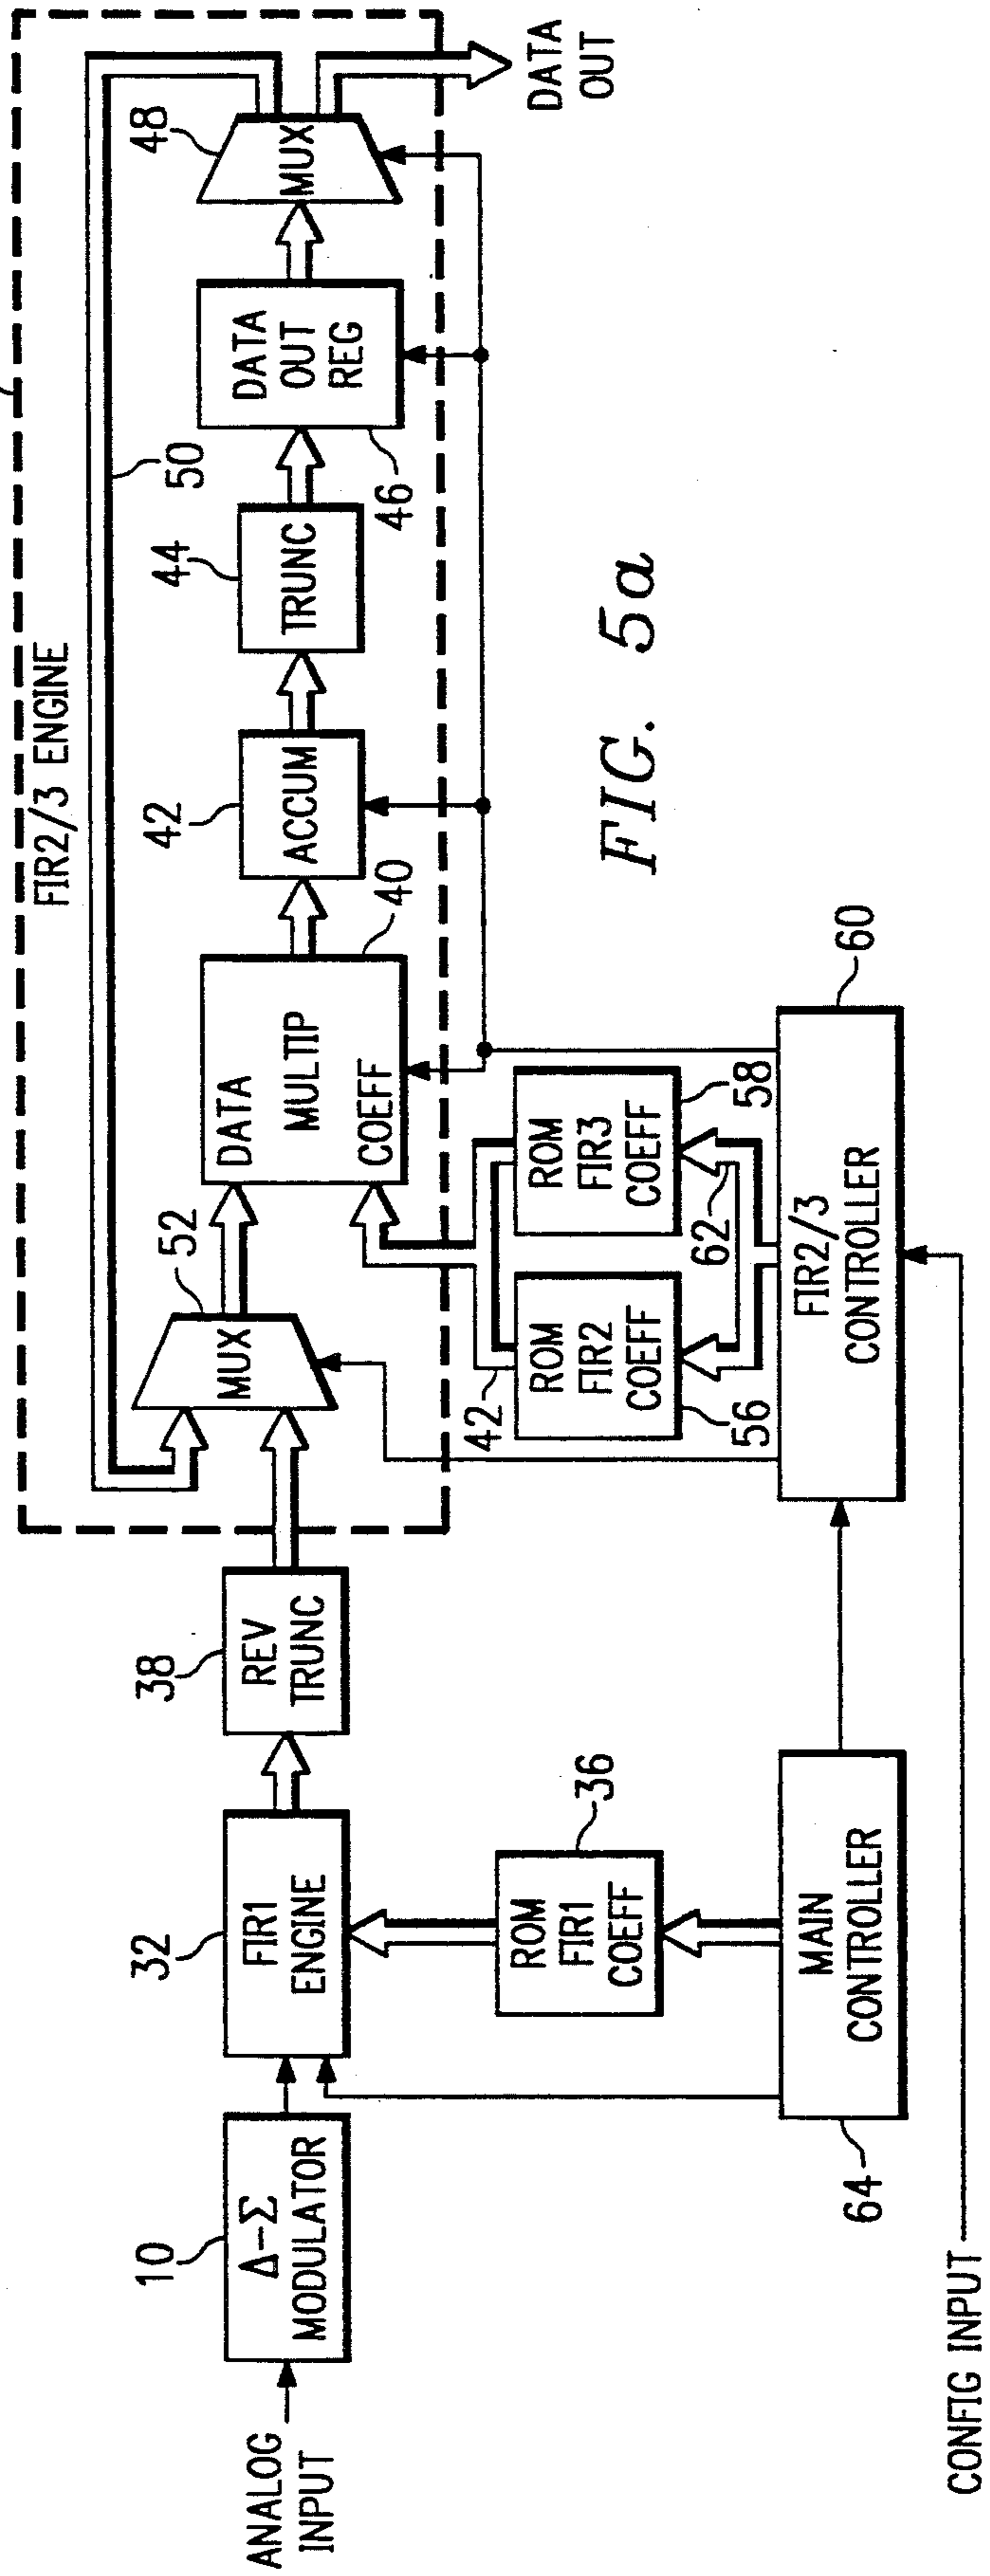 FIR2/3 ENGINE
50
48
MUX
DATA
OUT
DATA
OUT
REG
46
44
TRUNC
42
ACCUM
40
DATA
MULTIP
COEFF
52
MUX
38
REV
TRUNC
32
FIR1
ENGINE
10
Δ–Σ
MODULATOR
ANALOG
INPUT
36
ROM
FIR1
COEFF
42
ROM
FIR2
COEFF
56
ROM
FIR3
COEFF
58
62
60
FIR2/3
CONTROLLER
MAIN
CONTROLLER
64
CONFIG INPUT
FIG. 5a